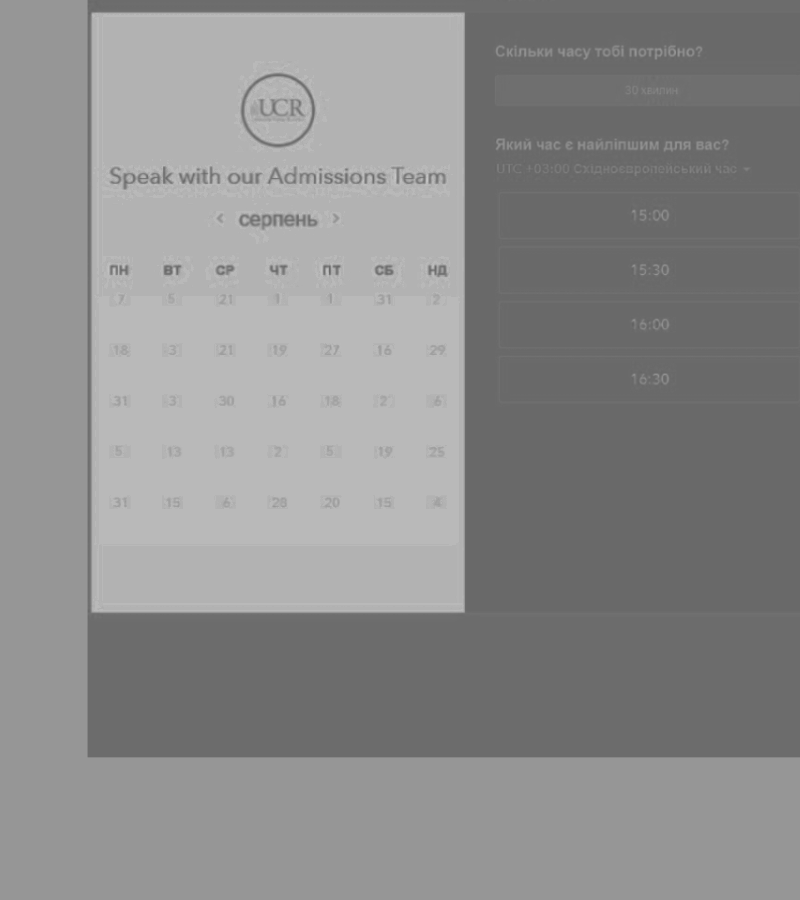 UCR
Speak with our Admissions Team
< серпень >
ПН ВТ СР ЧТ ПТ СБ НД
7 5 21 1 1 31 2
18 3 21 19 27 16 29
31 3 30 16 18 2 6
5 13 13 2 5 19 25
31 15 6 28 20 15 4
Скільки часу тобі потрібно?
30 хвилин
Який час є найліпшим для вас?
UTC +03:00 Східноєвропейський час
15:00
15:30
16:00
16:30